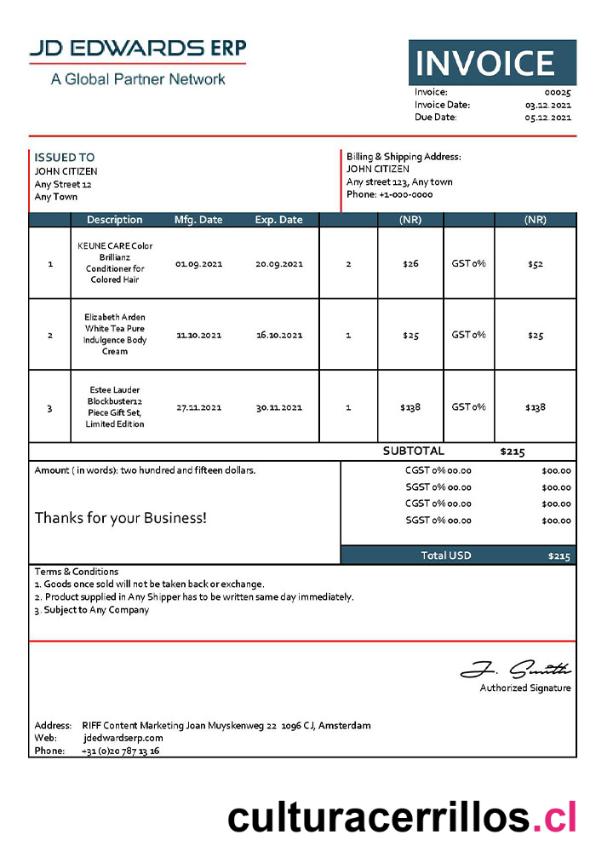 JD EDWARDS ERP
A Global Partner Network
INVOICE
Invoice: 00025
Invoice Date: 03.12.2021
Due Date: 05.12.2021
ISSUED TO
JOHN CITIZEN
Any Street 12
Any Town
Billing & Shipping Address:
JOHN CITIZEN
Any street 123, Any town
Phone: +1-000-0000
Description Mfg. Date Exp. Date (NR) (NR)
KEUNE CARE Color
Brillianz
1 Conditioner for 01.09.2021 20.09.2021 2 $26 GST 0% $52
Colored Hair
Elizabeth Arden
White Tea Pure
2 Indulgence Body 11.10.2021 16.10.2021 1 $25 GST 0% $25
Cream
Estee Lauder
Blockbuster12
3 Piece Gift Set, 27.11.2021 30.11.2021 1 $138 GST 0% $138
Limited Edition
SUBTOTAL $215
Amount ( in words): two hundred and fifteen dollars.
CGST 0% 00.00 $00.00
SGST 0% 00.00 $00.00
CGST 0% 00.00 $00.00
SGST 0% 00.00 $00.00
Thanks for your Business!
Total USD $215
Terms & Conditions
1. Goods once sold will not be taken back or exchange.
2. Product supplied in Any Shipper has to be written same day immediately.
3. Subject to Any Company
J. Smith
Authorized Signature
Address: RIFF Content Marketing Joan Muyskenweg 22 1096 CJ, Amsterdam
Web: jdedwardserp.com
Phone: +31 (0)20 787 13 16
culturacerrillos.cl